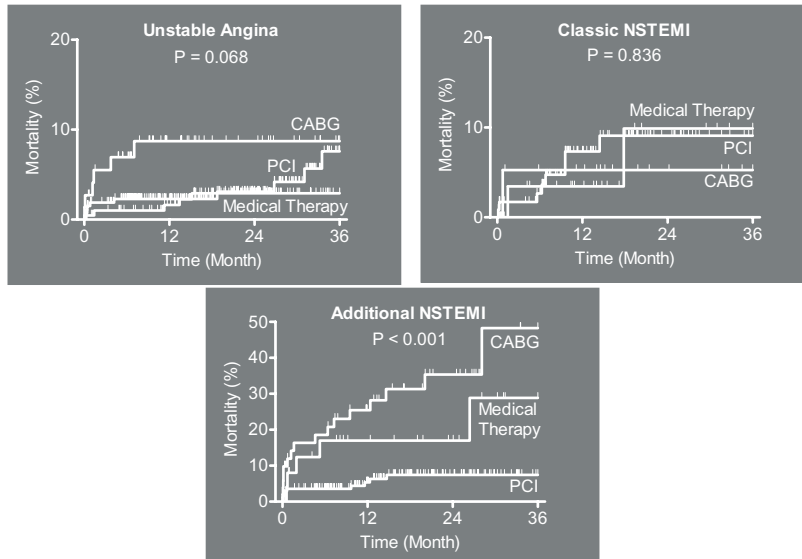 Unstable Angina
P = 0.068
Mortality (%)
20
10
0
CABG
PCI
Medical Therapy
0 12 24 36
Time (Month)
Classic NSTEMI
P = 0.836
Mortality (%)
20
10
0
Medical Therapy
PCI
CABG
0 12 24 36
Time (Month)
Additional NSTEMI
P < 0.001
Mortality (%)
50
40
30
20
10
0
CABG
Medical
Therapy
PCI
0 12 24 36
Time (Month)